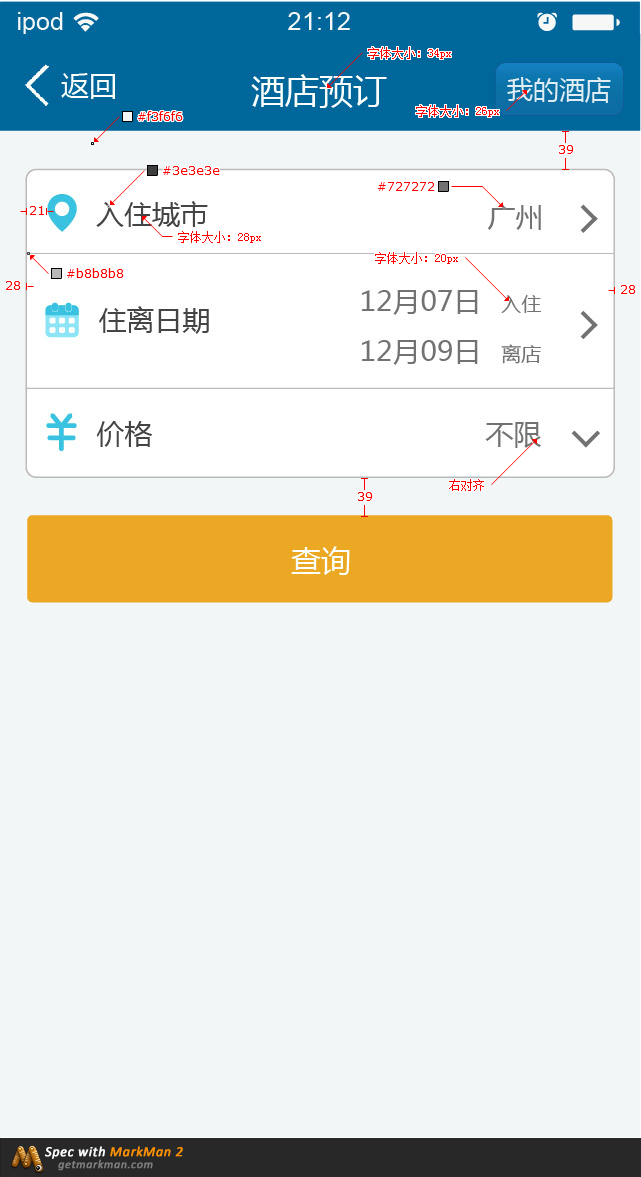 ipod 21:12
字体大小：34px
返回 酒店预订 我的酒店
字体大小：26px
#f3f6f6
39
#3e3e3e
#727272
21 入住城市 广州
字体大小：28px
字体大小：20px
#b8b8b8
28 28
12月07日 入住
住离日期
12月09日 离店
价格 不限
右对齐
39
查询
Spec with MarkMan 2
getmarkman.com